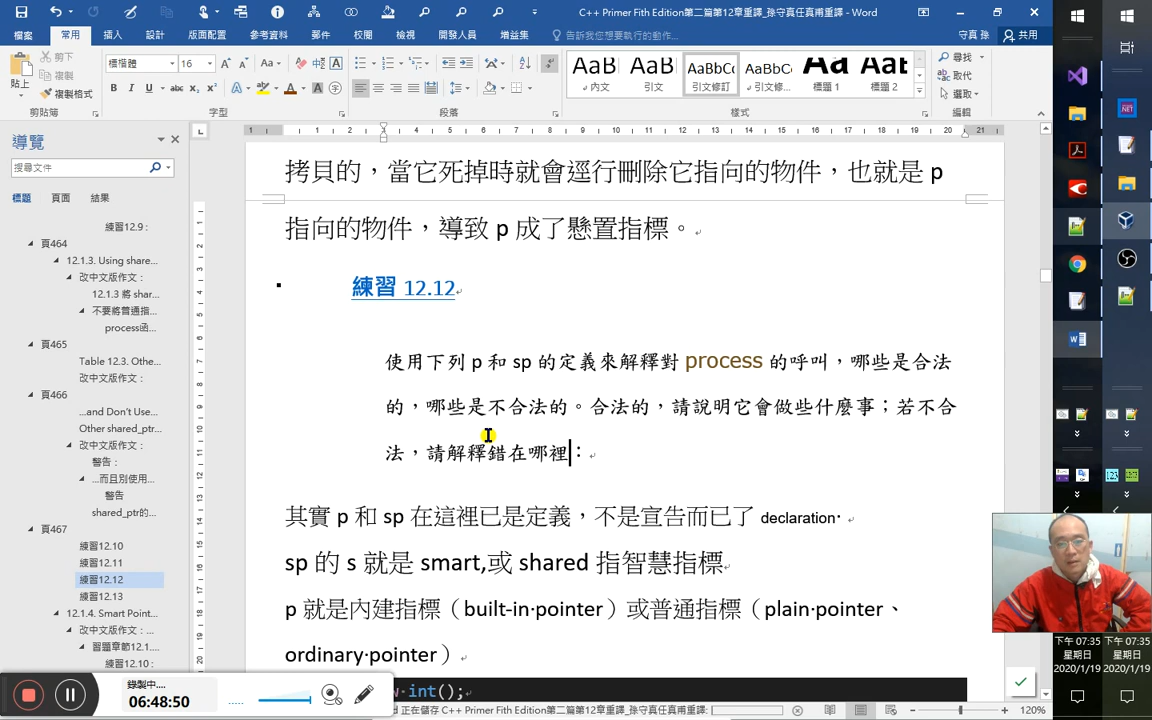 C++ Primer Fith Edition第二篇第12章重譯_孫守真任真甫重譯 - Word
檔案 常用 插入 設計 版面配置 參考資料 郵件 校閱 檢視 開發人員 增益集 告訴我您想要執行的動作... 守真 孫 共用
貼上 剪下 複製 複製格式 剪貼簿
標楷體 16 字型 段落
AaB 內文 AaB 引文 AaBbCc 引文修訂 AaBbCc 引文修... AaB 標題 1 AaB 標題 2 樣式
尋找 取代 選取 編輯
導覽
搜尋文件
標題 頁面 結果
練習12.9 :
頁464
12.1.3. Using share...
改中文版作文 :
12.1.3 將 shar...
不要將普通指...
process函...
頁465
Table 12.3. Othe...
改中文版作文 :
頁466
...and Don't Use...
Other shared_ptr...
改中文版作文 :
警告 :
...而且別使用...
警告
shared_ptr的...
頁467
練習12.10
練習12.11
練習12.12
練習12.13
12.1.4. Smart Point...
改中文版作文 : ...
習題章節12.1...
練習12.10 :
拷貝的，當它死掉時就會逕行刪除它指向的物件，也就是 p
指向的物件，導致 p 成了懸置指標。
練習 12.12
使用下列 p 和 sp 的定義來解釋對 process 的呼叫，哪些是合法
的，哪些是不合法的。合法的，請說明它會做些什麼事；若不合
法，請解釋錯在哪裡：
其實 p 和 sp 在這裡已是定義，不是宣告而已了 declaration·
sp 的 s 就是 smart,或 shared 指智慧指標
p 就是內建指標（built-in·pointer）或普通指標（plain·pointer、
ordinary·pointer）
w·int();
錄製中....
06:48:50
正在儲存 C++ Primer Fith Edition第二篇第12章重譯_孫守真任真甫重譯:
120%
下午 07:35
星期日
2020/1/19
下午 07:35
星期日
2020/1/19